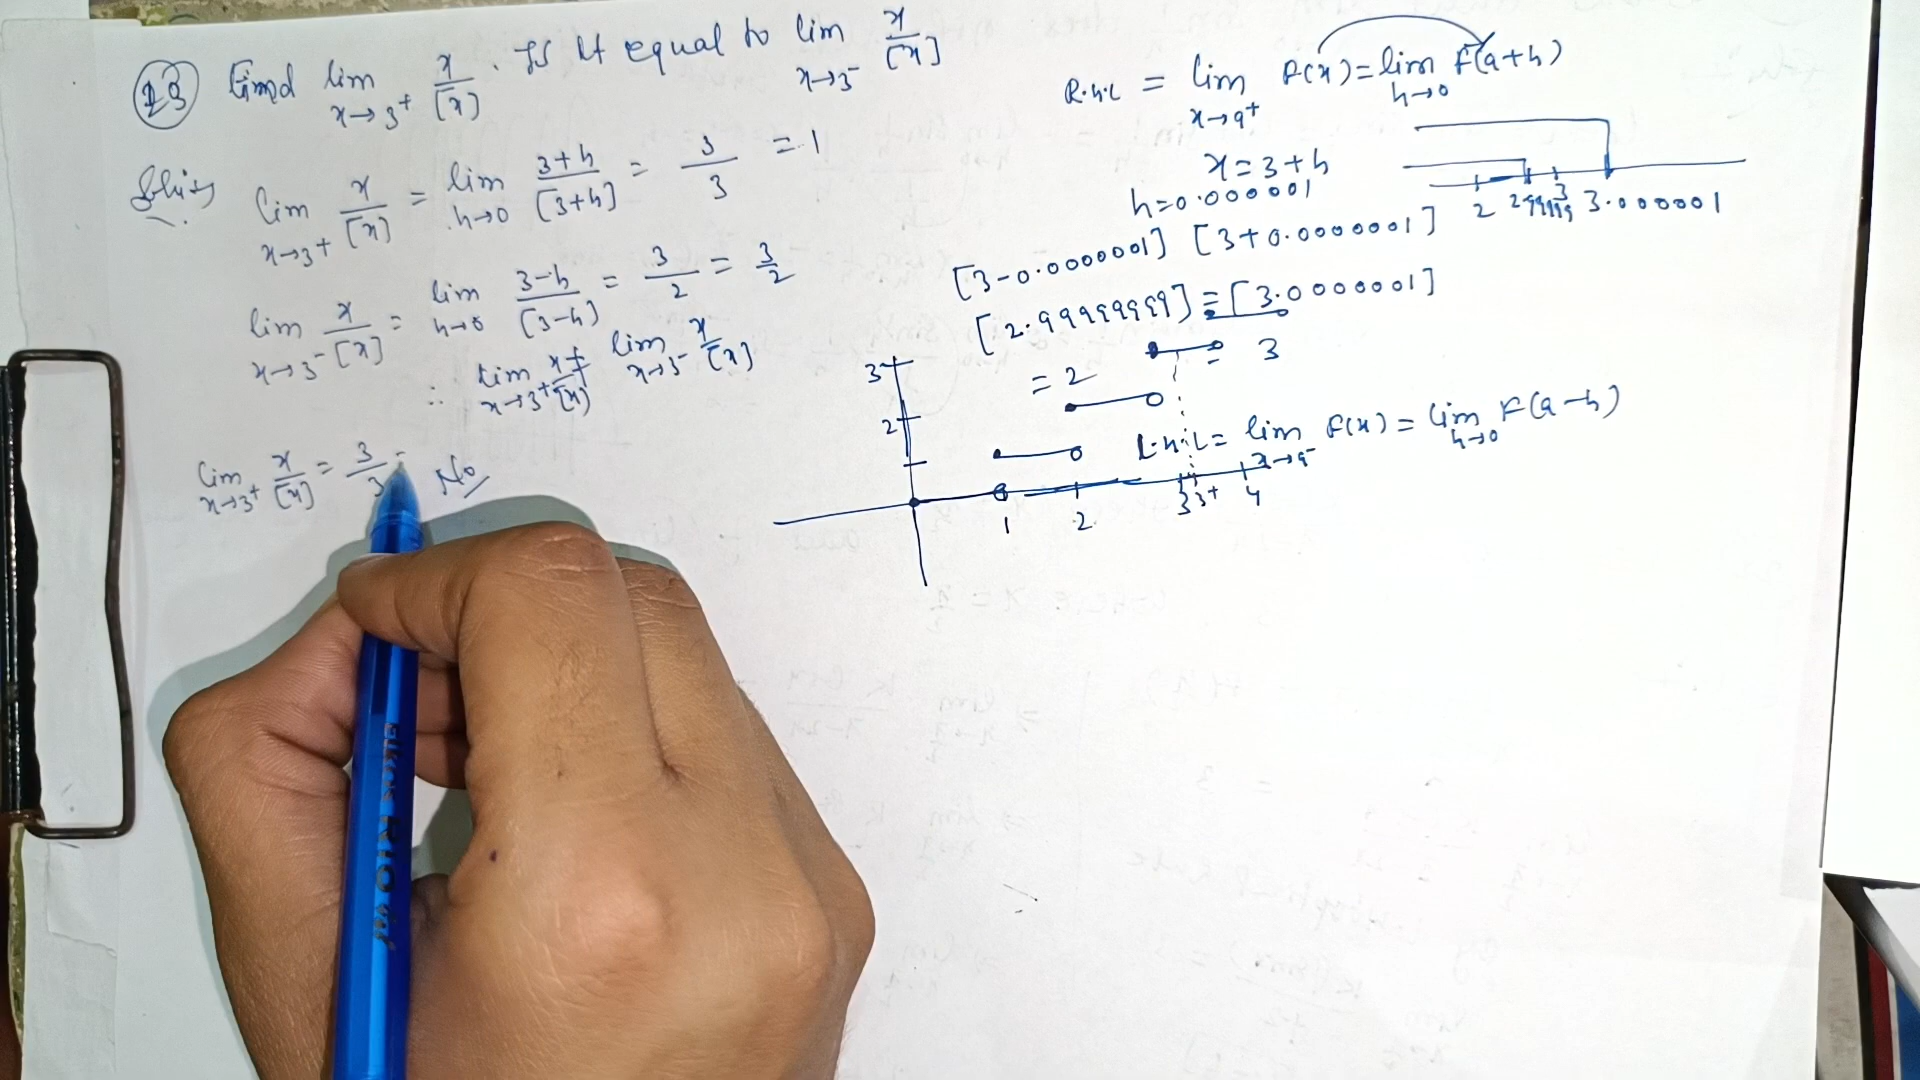 23 Find lim x→3+ x/[x]. Is it equal to lim x→3- x/[x]
Soln:
lim x→3+ x/[x] = lim h→0 3+h/[3+h] = 3/3 = 1
lim x→3- x/[x] = lim h→0 3-h/[3-h] = 3/2 = 3/2
∴ lim x→3+ x/[x] ≠ lim x→3- x/[x]
lim x→3+ x/[x] = 3/3 =
No
R.H.L = lim x→a+ F(x) = lim h→0 F(a+h)
x = 3+h
h=0.000001
2 2.9999 3 3.000001
[3-0.0000001] [3+0.0000001]
[2.99999999] = [3.0000001]
= 2 = 3
L.H.L = lim x→a- F(x) = lim h→0 F(a-h)
3
2
1 2 3 3+ 4